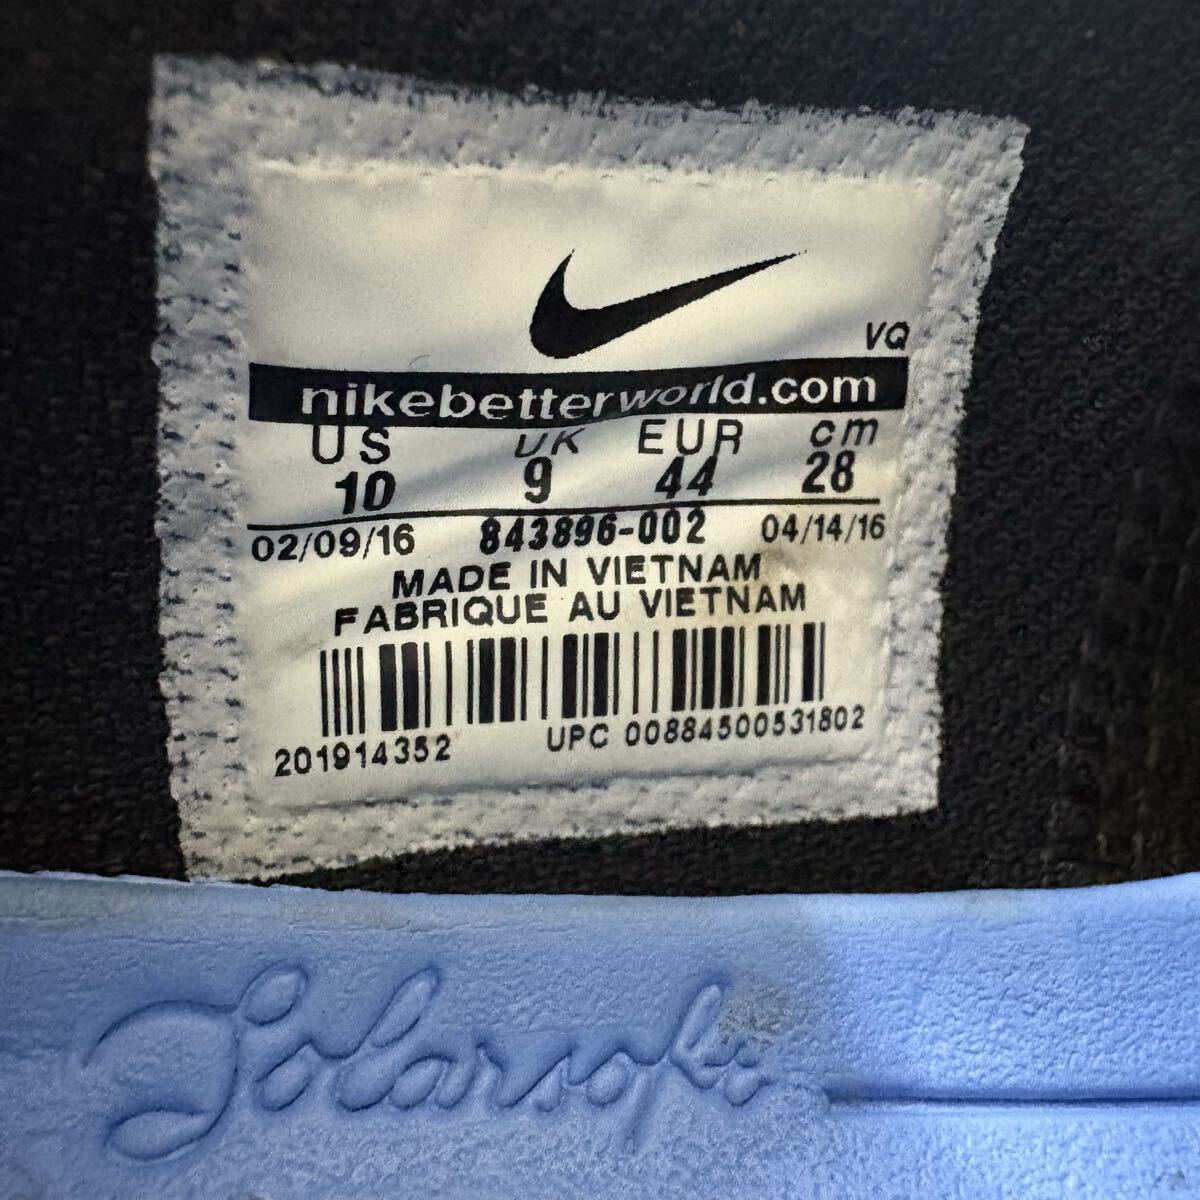 VQ
nikebetterworld.com
US UK EUR cm
10 9 44 28
02/09/16 843896-002 04/14/16
MADE IN VIETNAM
FABRIQUE AU VIETNAM
201914352 UPC 00884500531802
Solarsoft